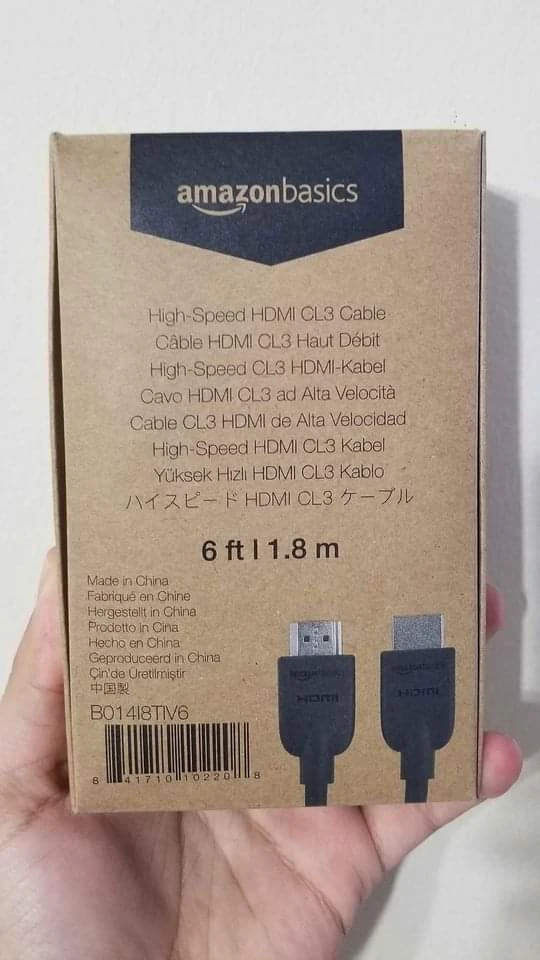 amazonbasics
High-Speed HDMI CL3 Cable
Câble HDMI CL3 Haut Débit
High-Speed CL3 HDMI-Kabel
Cavo HDMI CL3 ad Alta Velocità
Cable CL3 HDMI de Alta Velocidad
High-Speed HDMI CL3 Kabel
Yüksek Hızlı HDMI CL3 Kablo
ハイスピード HDMI CL3 ケーブル
6 ft | 1.8 m
Made in China
Fabriqué en Chine
Hergestellt in China
Prodotto in Cina
Hecho en China
Geproduceerd in China
Çin'de Üretilmiştir
中国製
B014I8TIV6
8 41710 10220 8
amazonbasics
HDMI
amazonbasics
HDMI